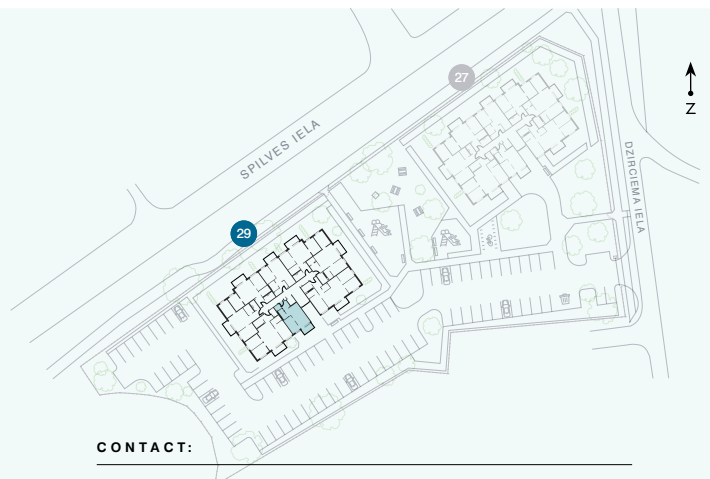 27
Z
SPILVES IELA
DZIRCIEMA IELA
29
CONTACT: